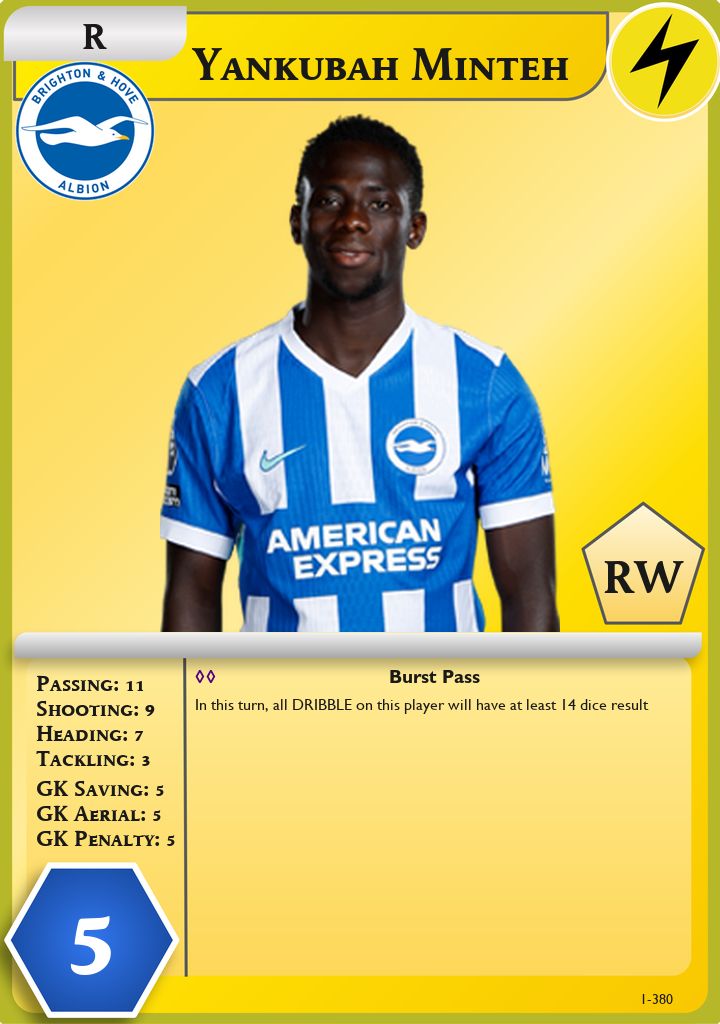 R
Yankubah Minteh
BRIGHTON & HOVE
ALBION
AMERICAN
EXPRESS
RW
Passing: 11
Shooting: 9
Heading: 7
Tackling: 3
GK Saving: 5
GK Aerial: 5
GK Penalty: 5
5
◊◊ Burst Pass
In this turn, all DRIBBLE on this player will have at least 14 dice result
1-380